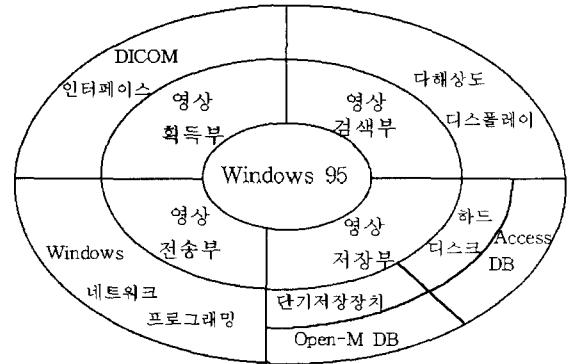 DICOM
인터페이스
영상
획득부
영상
검색부
다해상도
디스플레이
Windows 95
영상
전송부
영상
저장부
하드
디스크
Access
DB
Windows
네트워크
프로그래밍
단기저장장치
Open-M DB